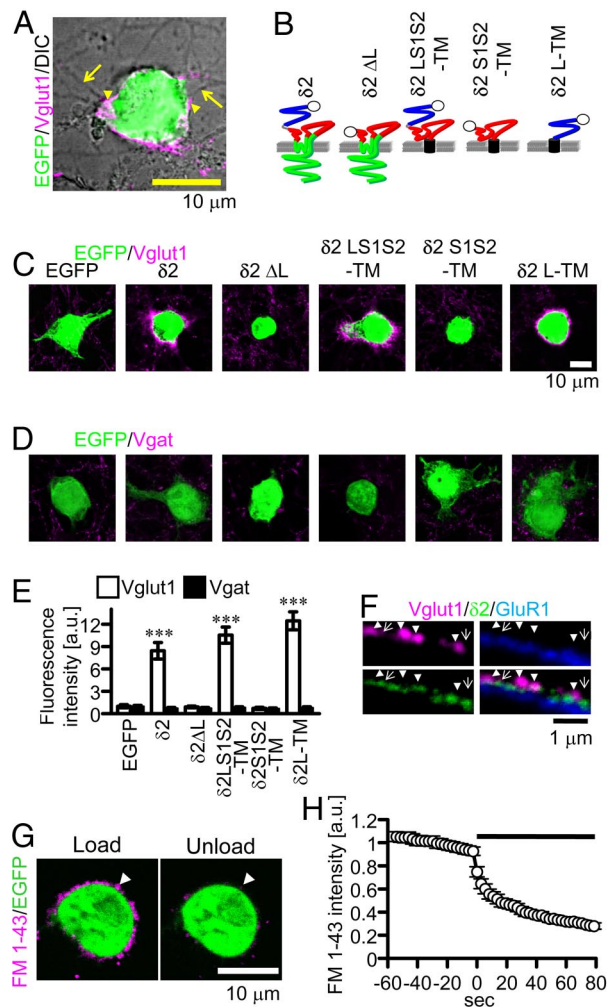 A
EGFP/Vglut1/DIC
10 μm
B
δ2
δ2 ΔL
δ2 LS1S2
-TM
δ2 S1S2
-TM
δ2 L-TM
C
EGFP/Vglut1
EGFP
δ2
δ2 ΔL
δ2 LS1S2
-TM
δ2 S1S2
-TM
δ2 L-TM
10 μm
D
EGFP/Vgat
E
Vglut1
Vgat
Fluorescence
intensity [a.u.]
12
9
6
3
0
***
***
***
EGFP
δ2
δ2ΔL
δ2LS1S2
-TM
δ2S1S2
-TM
δ2L-TM
F
Vglut1/δ2/GluR1
1 μm
G
Load
Unload
FM 1-43/EGFP
10 μm
H
FM 1-43 intensity [a.u.]
1.2
1
0.8
0.6
0.4
0.2
-60 -40 -20 0 20 40 60 80
sec